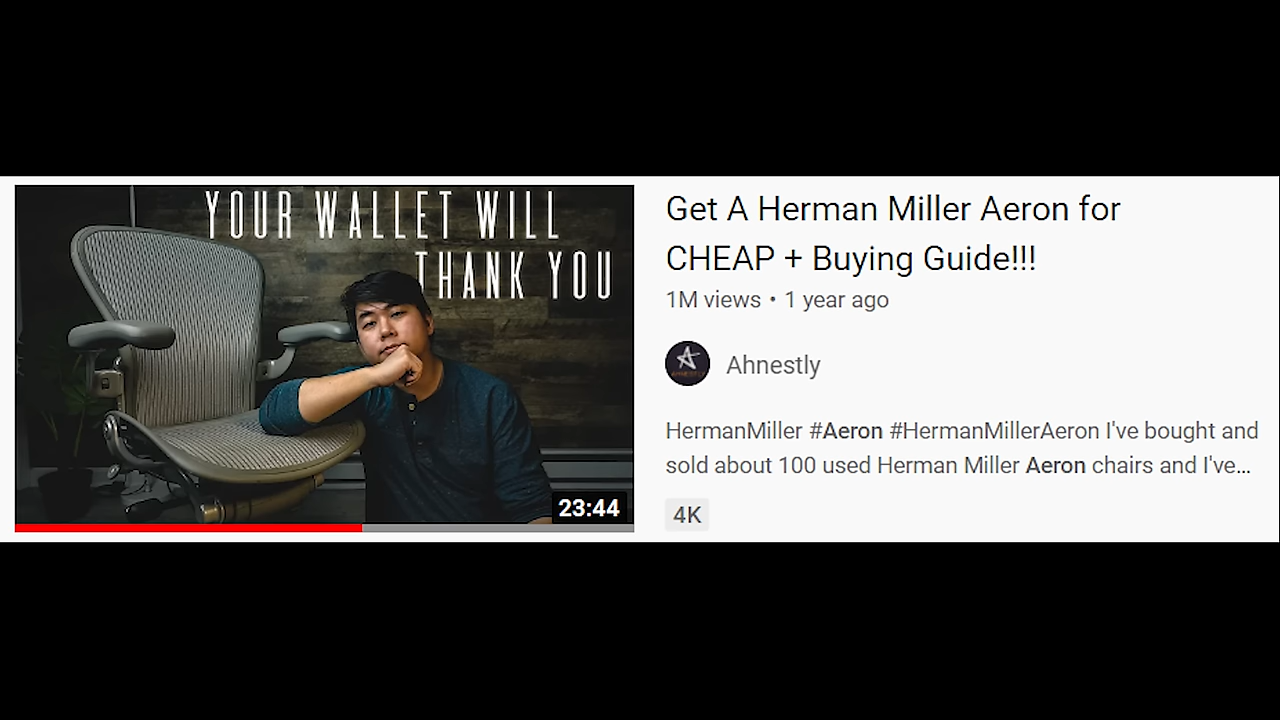 YOUR WALLET WILL
THANK YOU
23:44
Get A Herman Miller Aeron for
CHEAP + Buying Guide!!!
1M views • 1 year ago
Ahnestly
HermanMiller #Aeron #HermanMillerAeron I've bought and
sold about 100 used Herman Miller Aeron chairs and I've...
4K